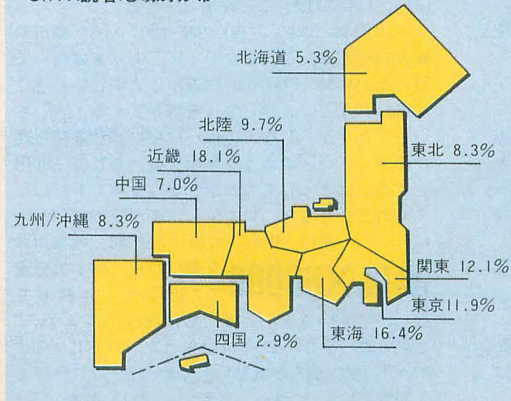 北海道 5.3%
北陸 9.7%
東北 8.3%
近畿 18.1%
中国 7.0%
九州/沖縄 8.3%
関東 12.1%
東京11.9%
東海 16.4%
四国 2.9%